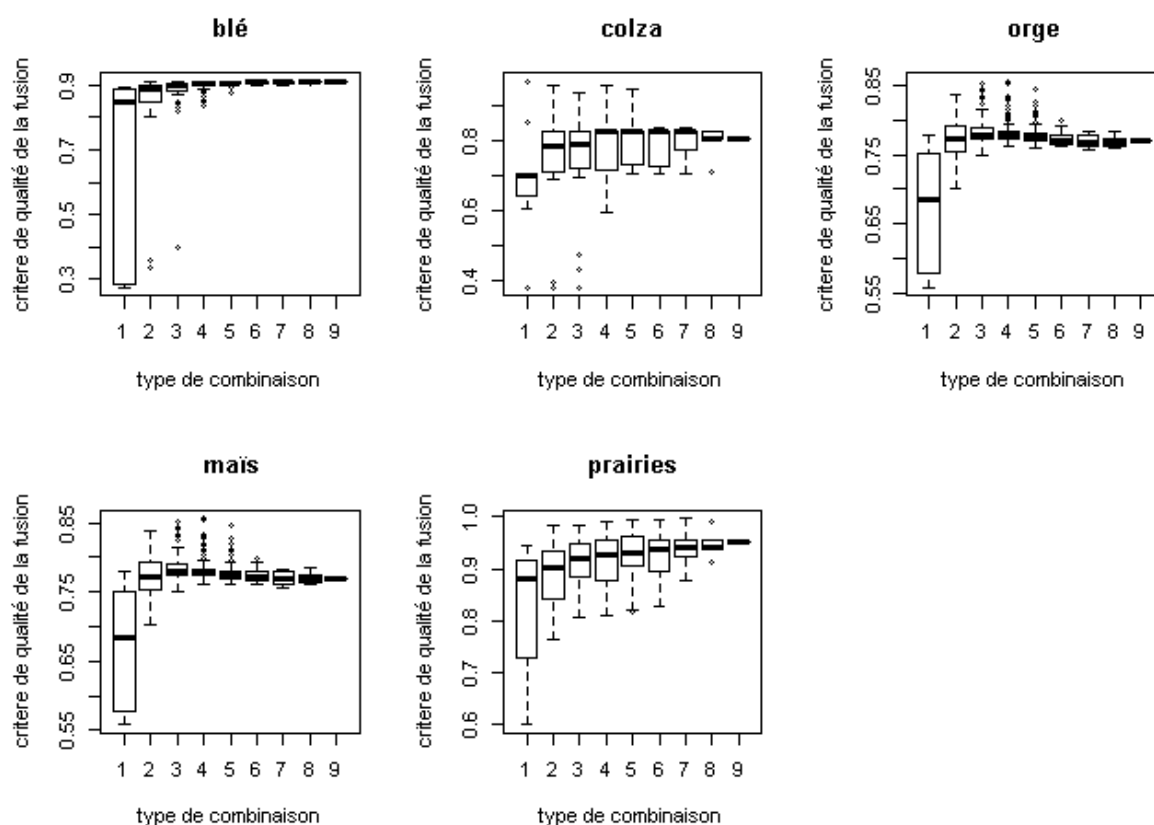 blé
critere de qualité de la fusion
0.9
0.7
0.5
0.3
1 2 3 4 5 6 7 8 9
type de combinaison
colza
critere de qualité de la fusion
0.8
0.6
0.4
1 2 3 4 5 6 7 8 9
type de combinaison
orge
critere de qualité de la fusion
0.85
0.75
0.65
0.55
1 2 3 4 5 6 7 8 9
type de combinaison
maïs
critere de qualité de la fusion
0.85
0.75
0.65
0.55
1 2 3 4 5 6 7 8 9
type de combinaison
prairies
critere de qualité de la fusion
1.0
0.9
0.8
0.7
0.6
1 2 3 4 5 6 7 8 9
type de combinaison